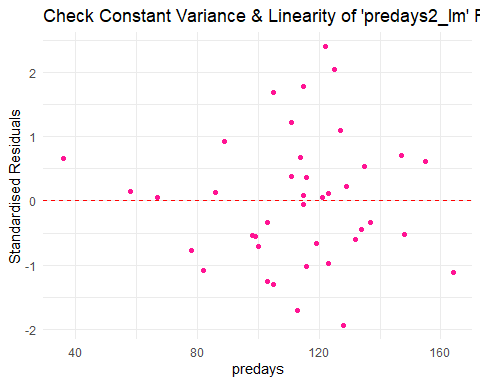 Check Constant Variance & Linearity of 'predays2_lm' F
Standardised Residuals
2
1
0
-1
-2
40 80 120 160
predays